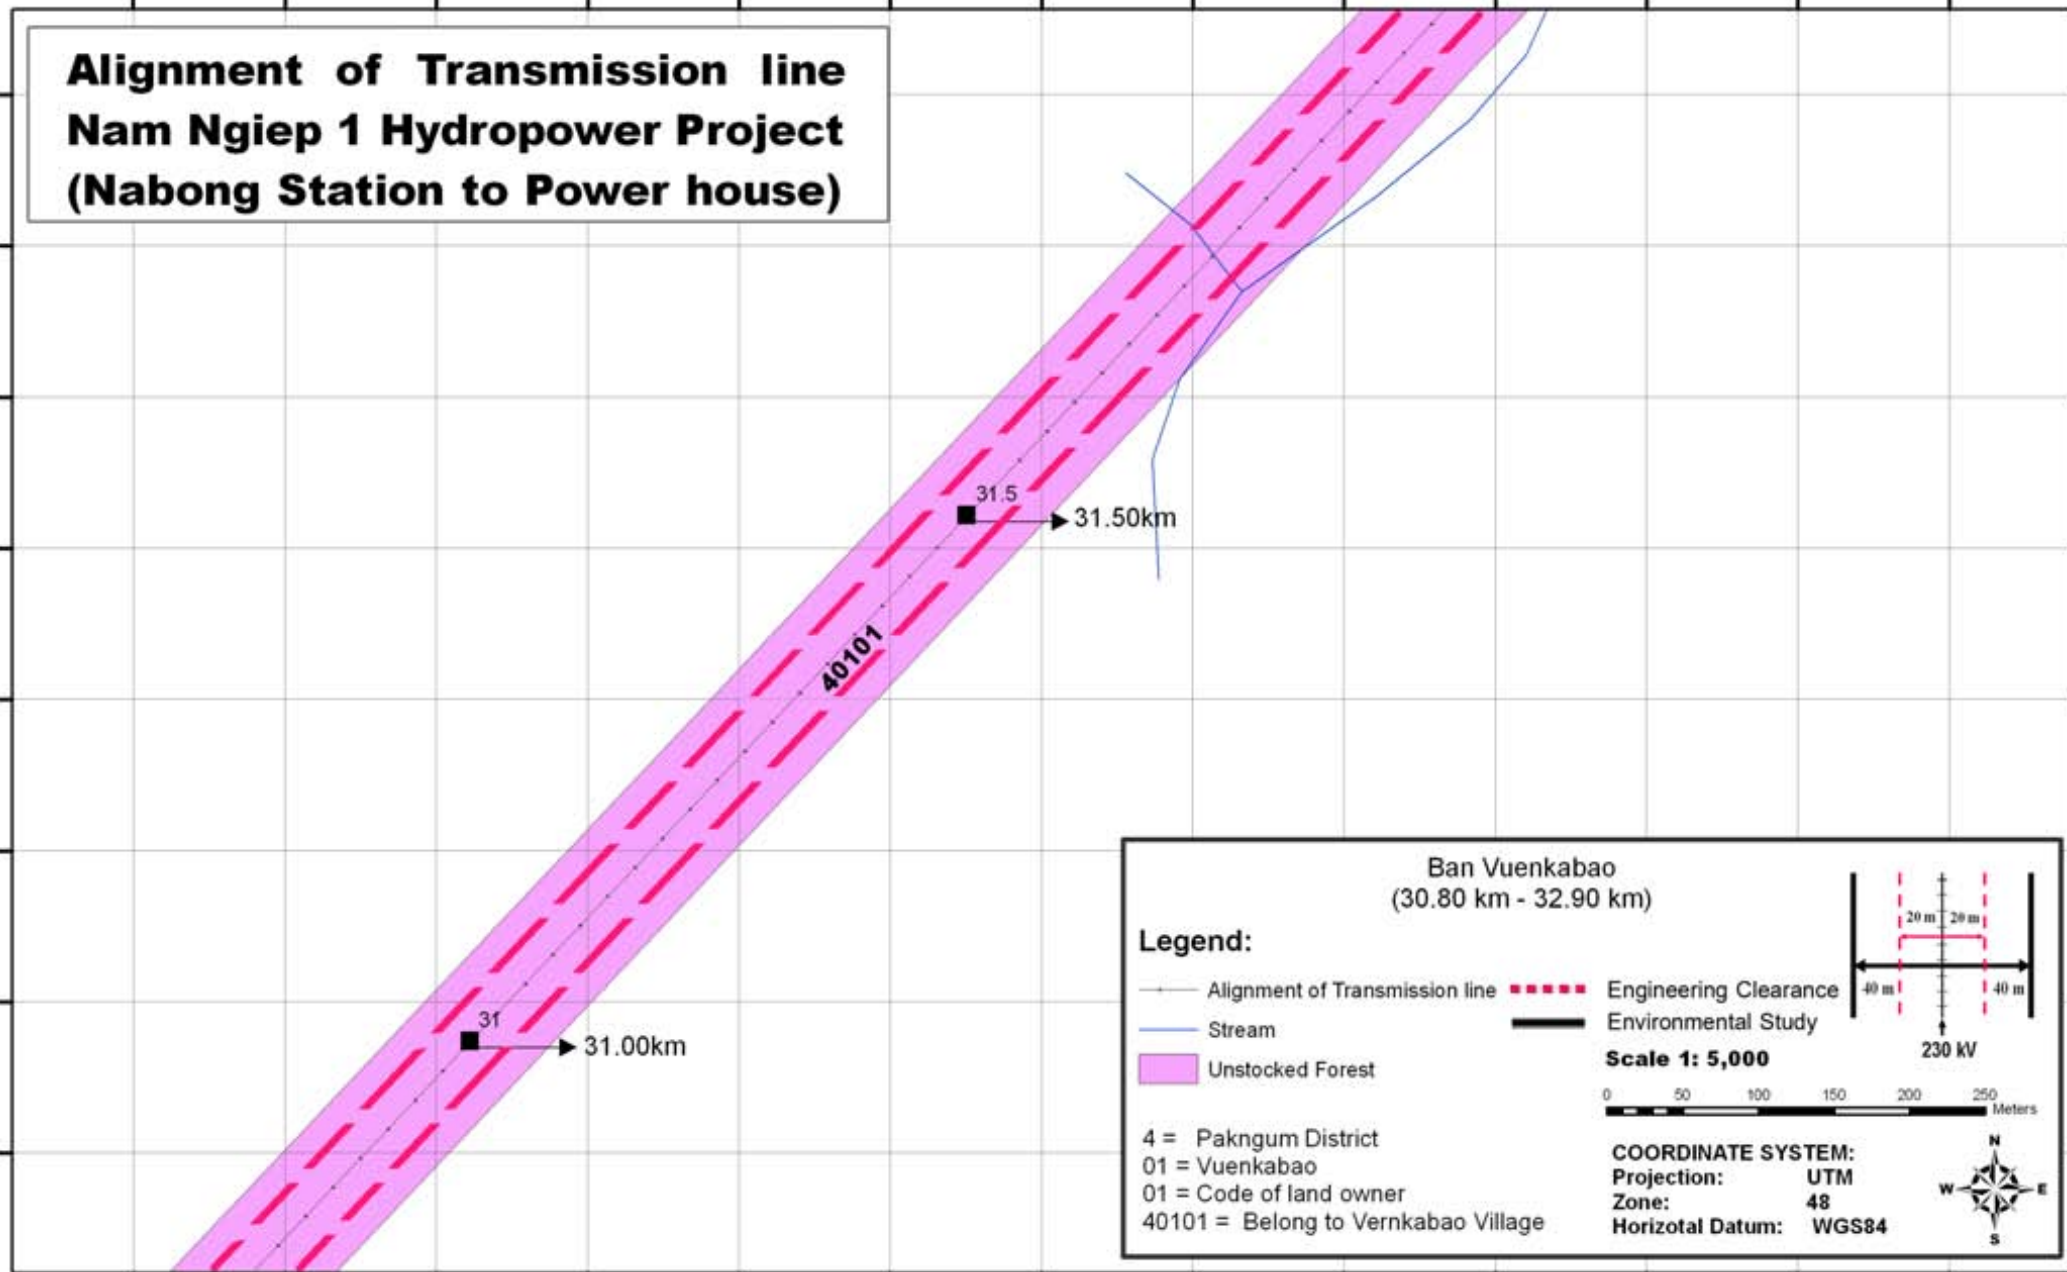 Alignment of Transmission line
Nam Ngiep 1 Hydropower Project
(Nabong Station to Power house)
31.5
31.50km
40101
31
31.00km
Ban Vuenkabao
(30.80 km - 32.90 km)
Legend:
Alignment of Transmission line
Stream
Unstocked Forest
Engineering Clearance
Environmental Study
20 m 20 m
40 m 40 m
230 kV
Scale 1: 5,000
0 50 100 150 200 250
Meters
4 = Pakngum District
01 = Vuenkabao
01 = Code of land owner
40101 = Belong to Vernkabao Village
COORDINATE SYSTEM:
Projection: UTM
Zone: 48
Horizotal Datum: WGS84
N
W E
S